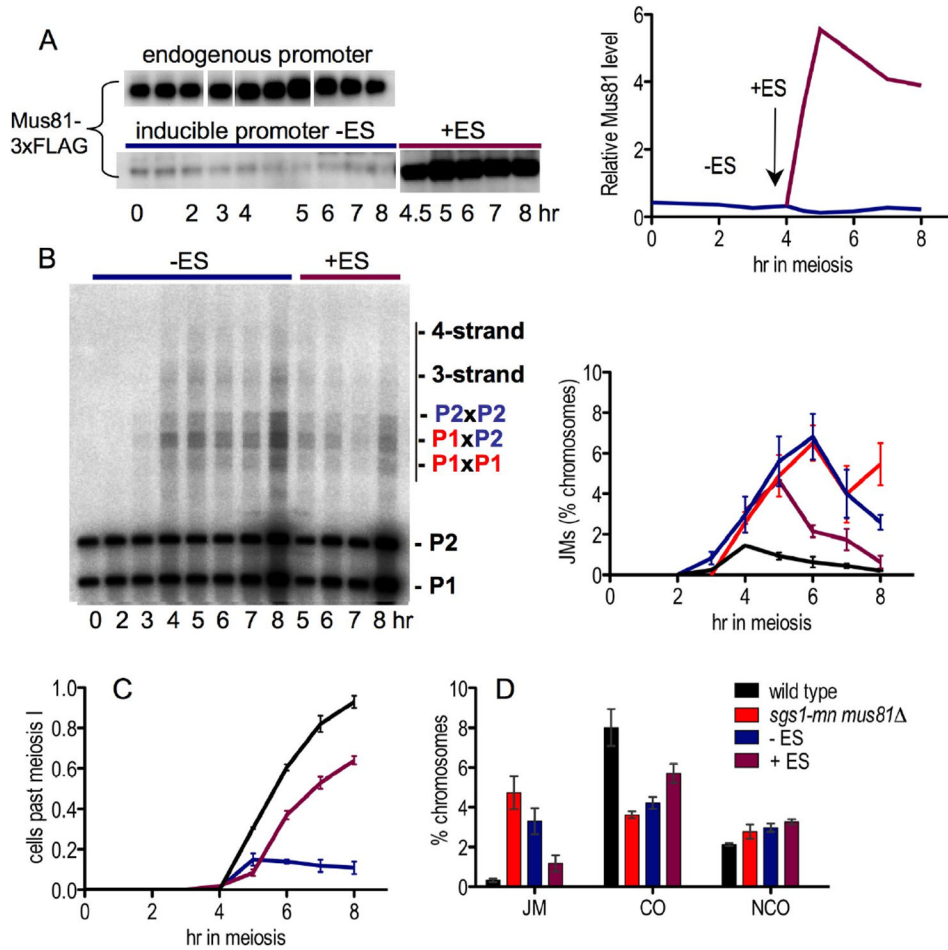 A
endogenous promoter
Mus81-
3xFLAG
inducible promoter -ES
+ES
0 2 3 4 5 6 7 8 4.5 5 6 7 8 hr
Relative Mus81 level
6
4
2
0
+ES
-ES
0 2 4 6 8
hr in meiosis
B
-ES
+ES
- 4-strand
- 3-strand
- P2xP2
- P1xP2
- P1xP1
- P2
- P1
0 2 3 4 5 6 7 8 5 6 7 8 hr
JMs (% chromosomes)
10
8
6
4
2
0
0 2 4 6 8
hr in meiosis
C
cells past meiosis I
1.0
0.8
0.6
0.4
0.2
0.0
0 2 4 6 8
hr in meiosis
D
% chromosomes
10
8
6
4
2
0
JM CO NCO
wild type
sgs1-mn mus81Δ
- ES
+ ES